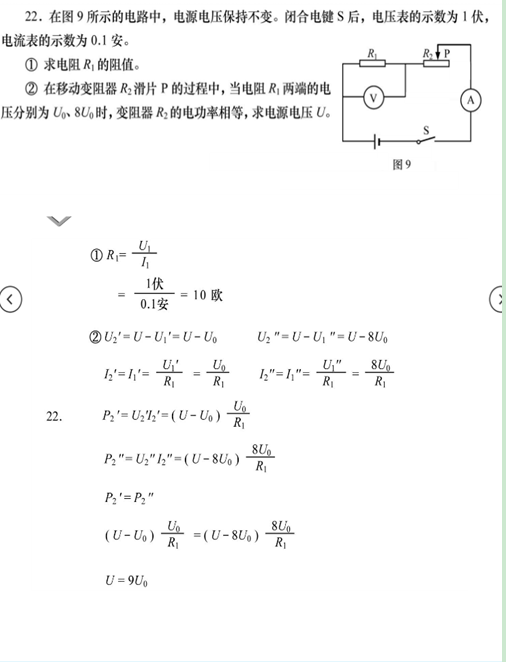 22. 在图 9 所示的电路中，电源电压保持不变。闭合电键 S 后，电压表的示数为 1 伏，
电流表的示数为 0.1 安。
① 求电阻 R₁ 的阻值。
② 在移动变阻器 R₂ 滑片 P 的过程中，当电阻 R₁ 两端的电
压分别为 U₀、8U₀ 时，变阻器 R₂ 的电功率相等，求电源电压 U。
R₁ R₂ P
V A
S
图 9
① R₁= U₁/I₁
= 1伏/0.1安 = 10 欧
② U₂′= U − U₁′= U − U₀ U₂″= U − U₁″= U − 8U₀
I₂′= I₁′= U₁′/R₁ = U₀/R₁ I₂″= I₁″= U₁″/R₁ = 8U₀/R₁
22. P₂′= U₂′I₂′= ( U − U₀ ) U₀/R₁
P₂″= U₂″I₂″= ( U − 8U₀ ) 8U₀/R₁
P₂′= P₂″
( U − U₀ ) U₀/R₁ = ( U − 8U₀ ) 8U₀/R₁
U = 9U₀